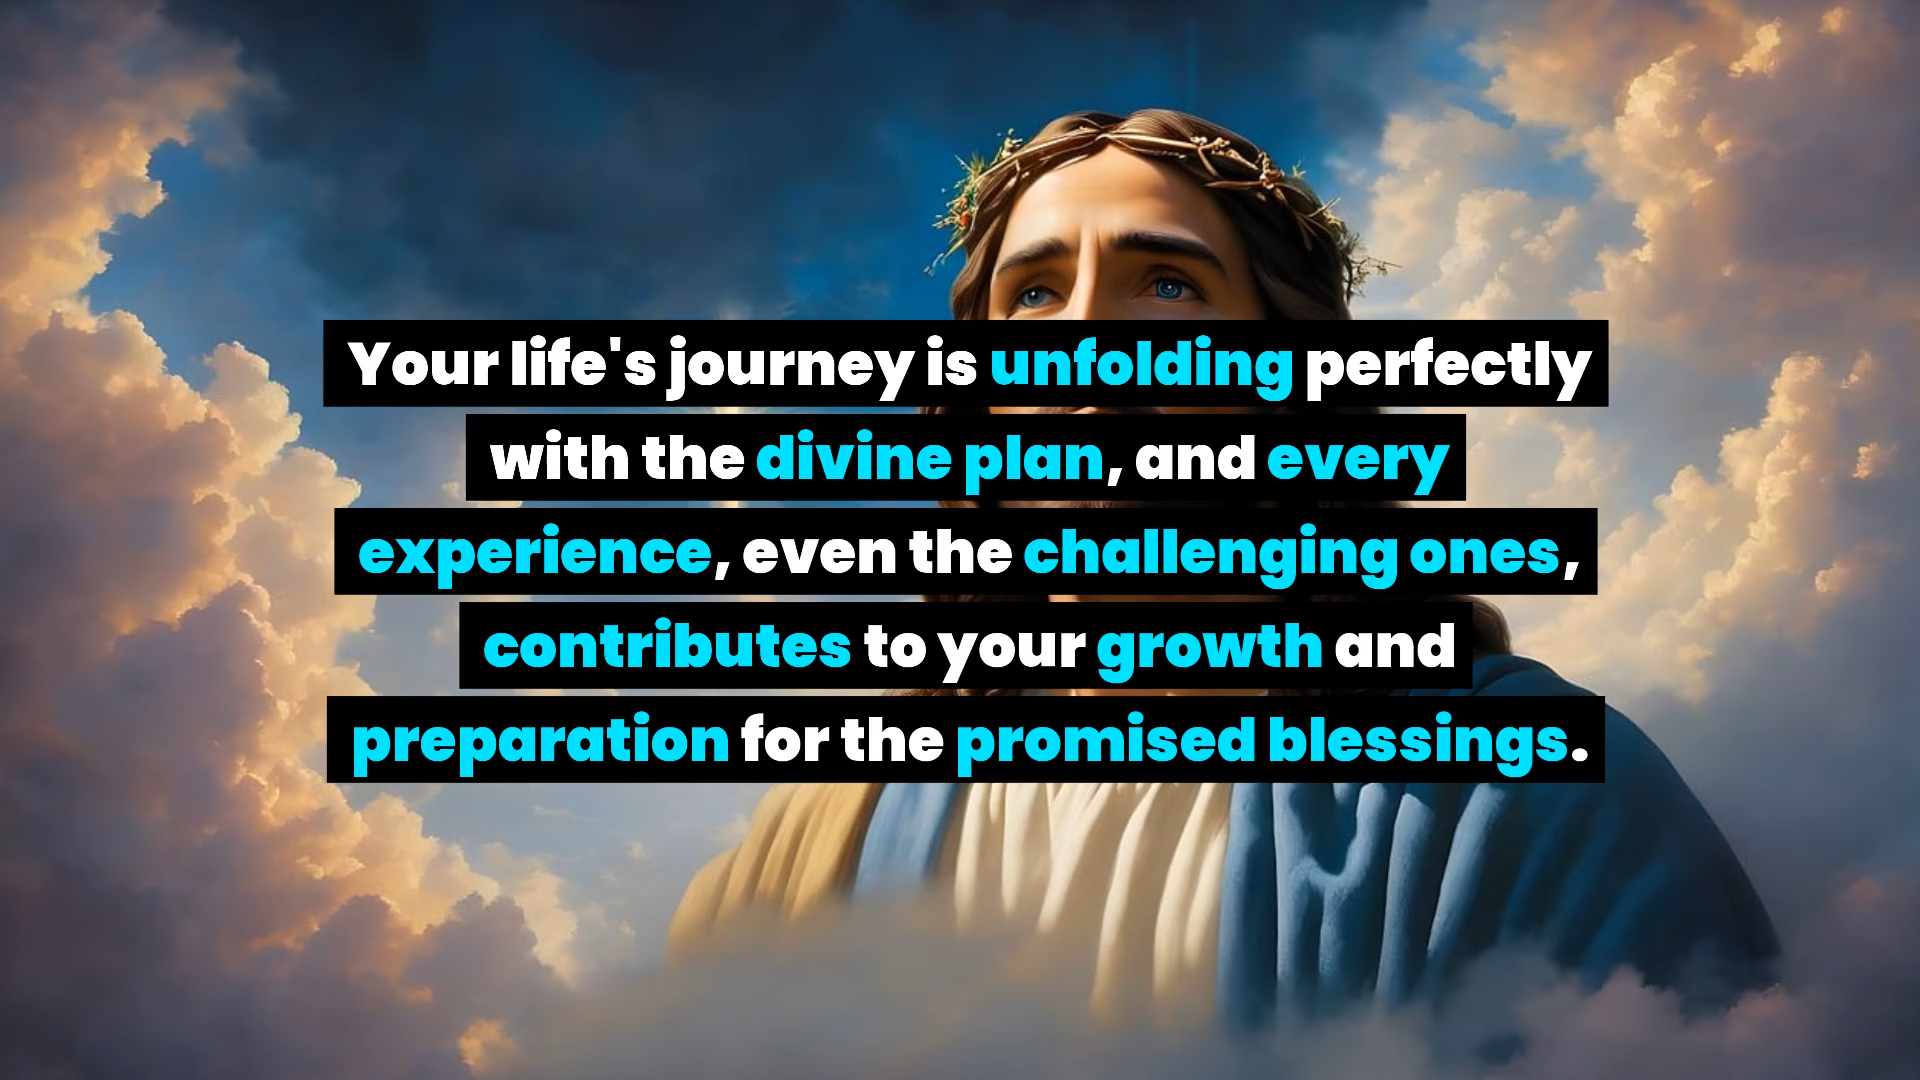 Your life's journey is unfolding perfectly
with the divine plan, and every
experience, even the challenging ones,
contributes to your growth and
preparation for the promised blessings.